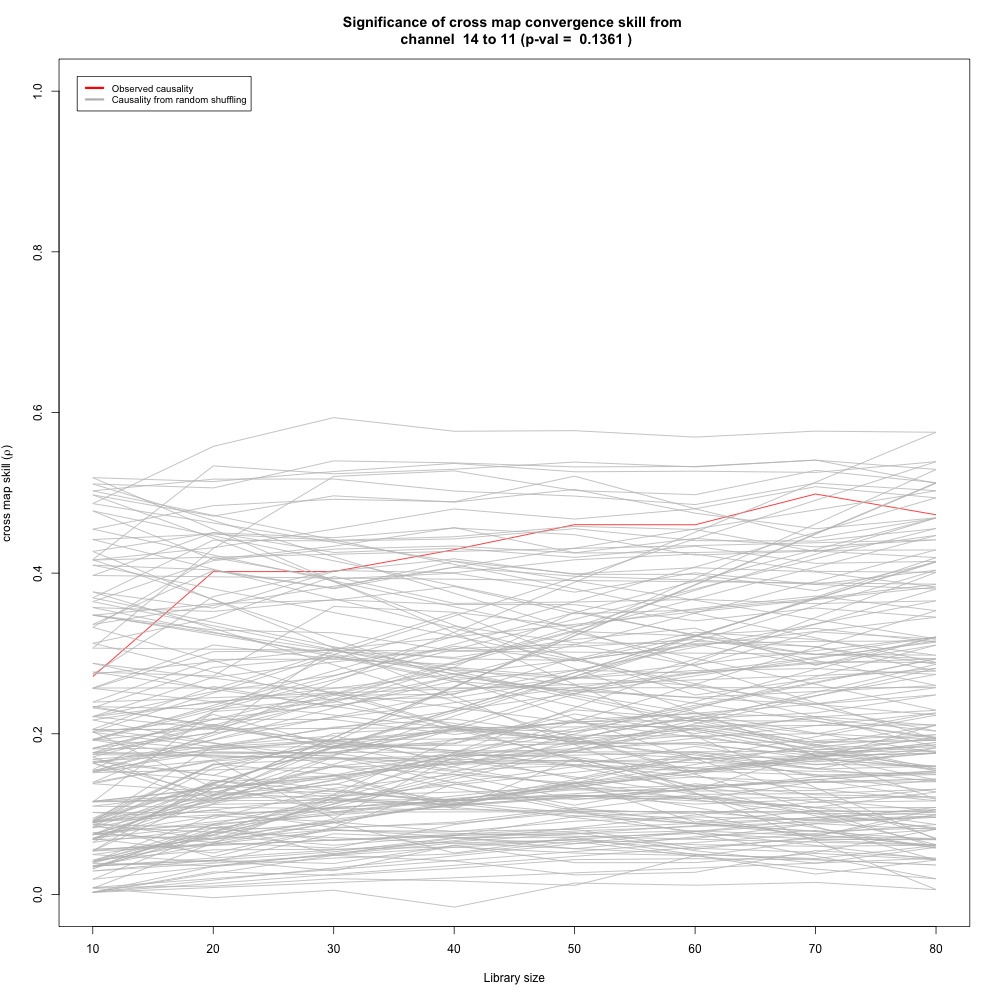 Significance of cross map convergence skill from
channel  14 to 11 (p-val =  0.1361 )
Observed causality
Causality from random shuffling
1.0
0.8
0.6
0.4
0.2
0.0
cross map skill (ρ)
10 20 30 40 50 60 70 80
Library size